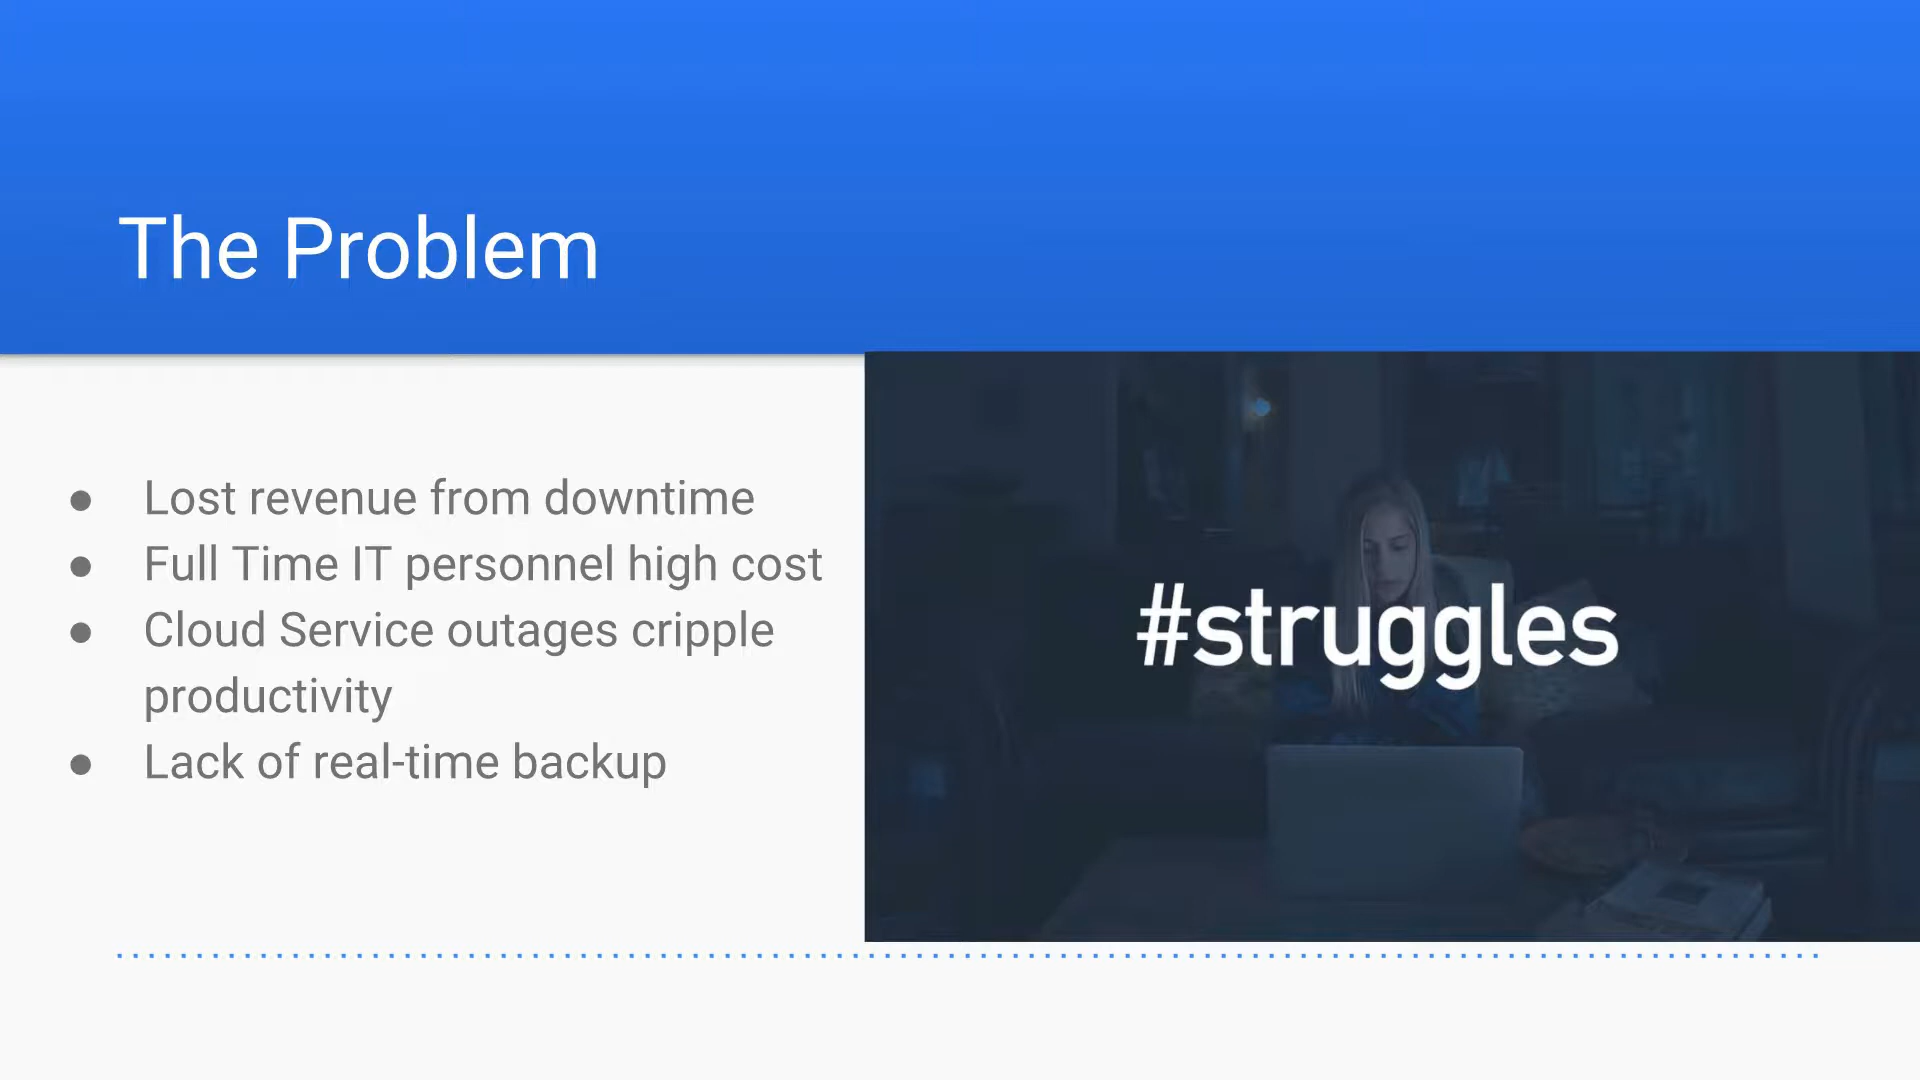 The Problem
● Lost revenue from downtime
● Full Time IT personnel high cost
● Cloud Service outages cripple
productivity
● Lack of real-time backup
#struggles